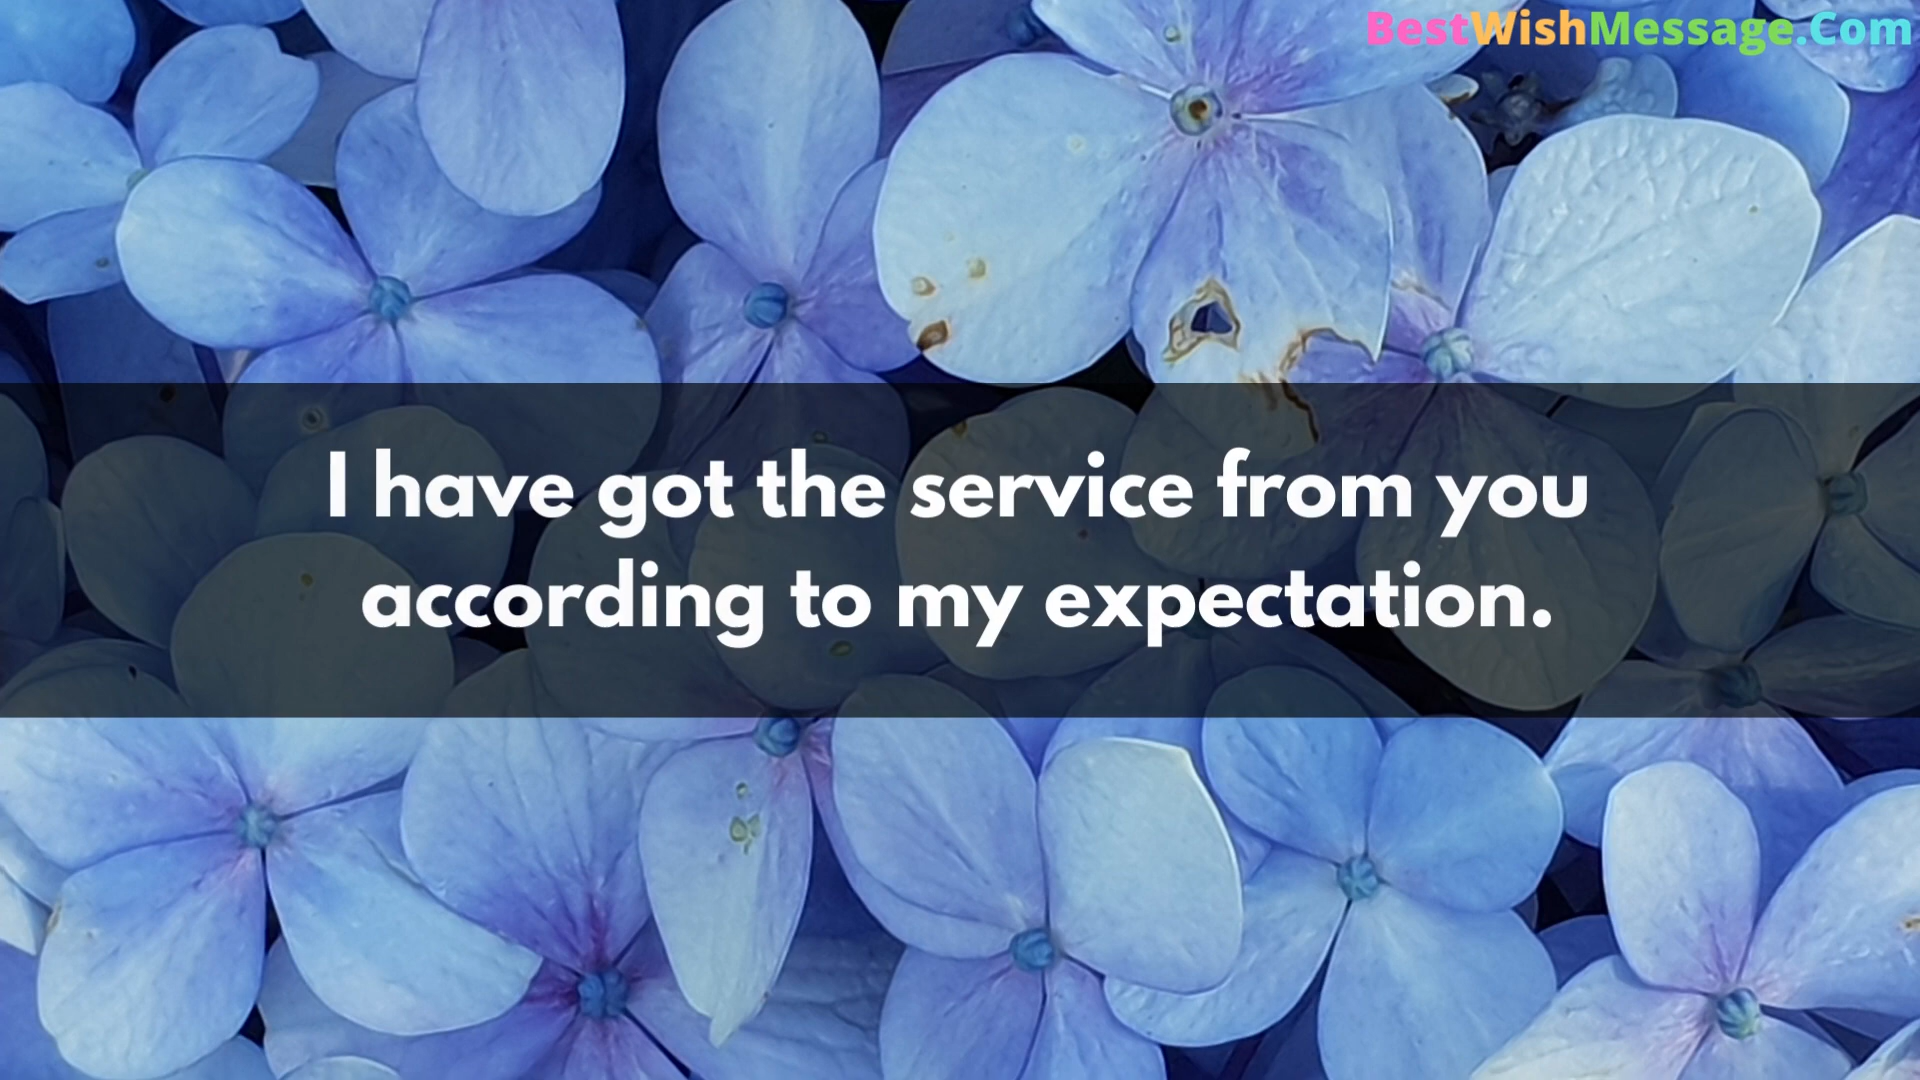 BestWishMessage.Com
I have got the service from you
according to my expectation.